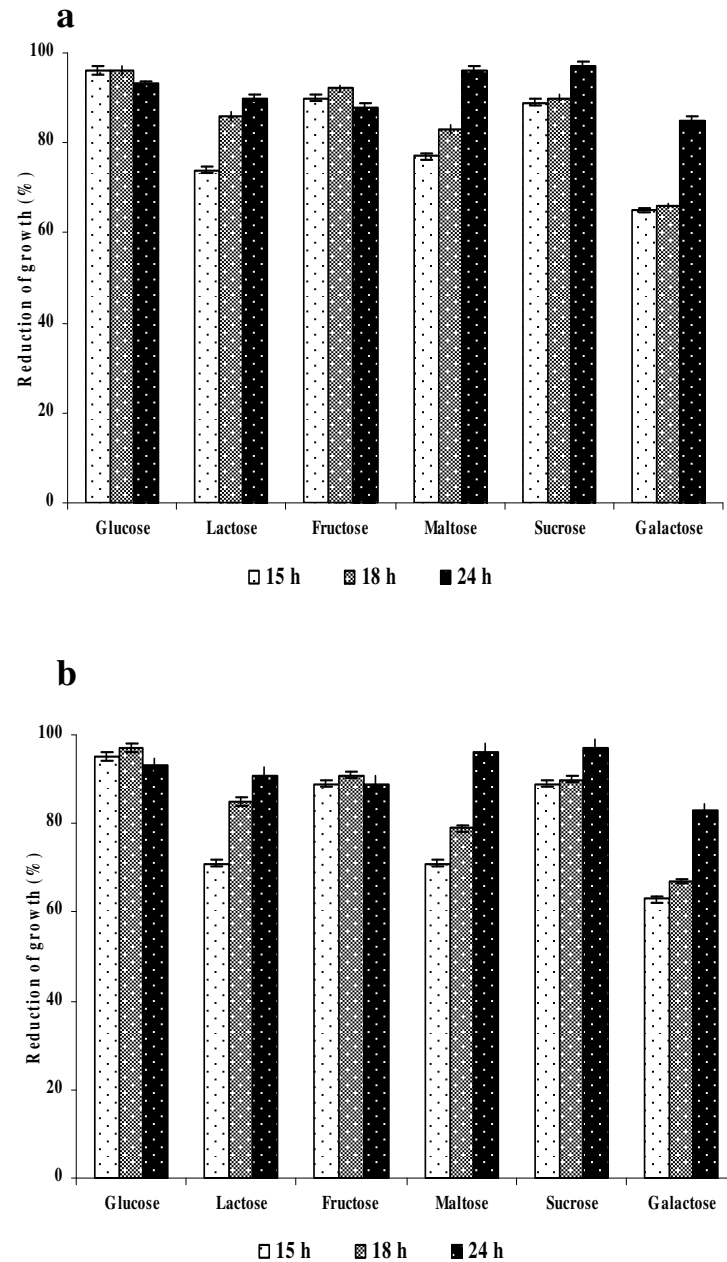 a
Reduction of growth (%)
100
80
60
40
20
0
Glucose Lactose Fructose Maltose Sucrose Galactose
15 h 18 h 24 h
b
Reduction of growth (%)
100
80
60
40
20
0
Glucose Lactose Fructose Maltose Sucrose Galactose
15 h 18 h 24 h